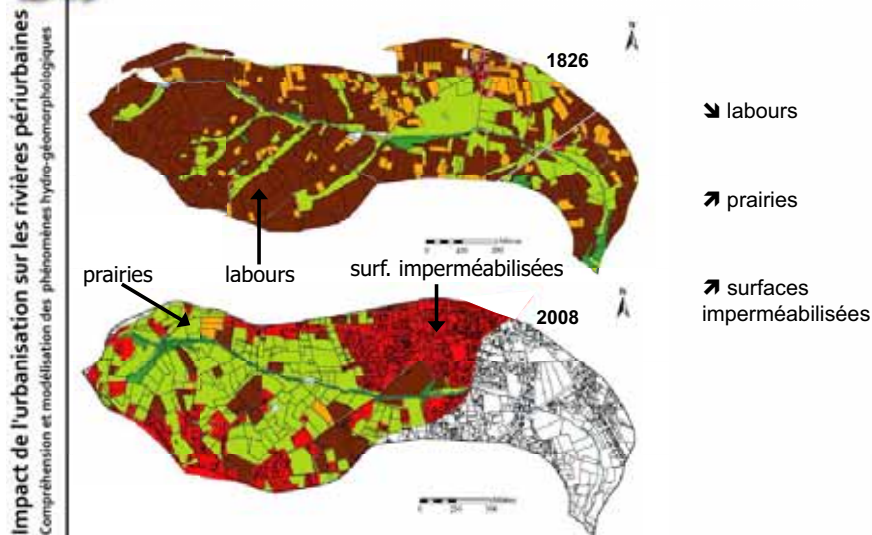 Impact de l'urbanisation sur les rivières périurbaines
Compréhension et modélisation des phénomènes hydro-géomorphologiques
N
1826
↘ labours
↗ prairies
↗ surfaces
imperméabilisées
prairies
labours
surf. imperméabilisées
N
2008